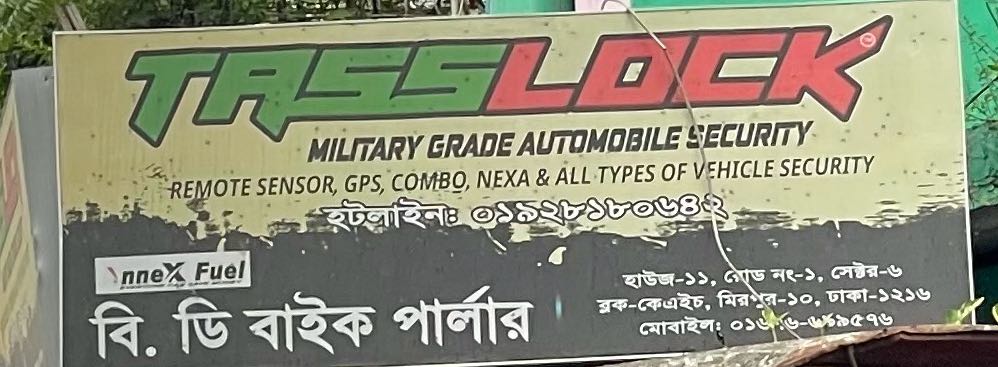 TASSLOCK
MILITARY GRADE AUTOMOBILE SECURITY
REMOTE SENSOR, GPS, COMBO, NEXA & ALL TYPES OF VEHICLE SECURITY
হটলাইনঃ ০১৯২৮১৮০৬৪২
nneX Fuel
বি. ডি বাইক পার্লার
হাউজ-১১, রোড নং-১, সেক্টর-৬
ব্লক-কেএইচ, মিরপুর-১০, ঢাকা-১২১৬
মোবাইল: